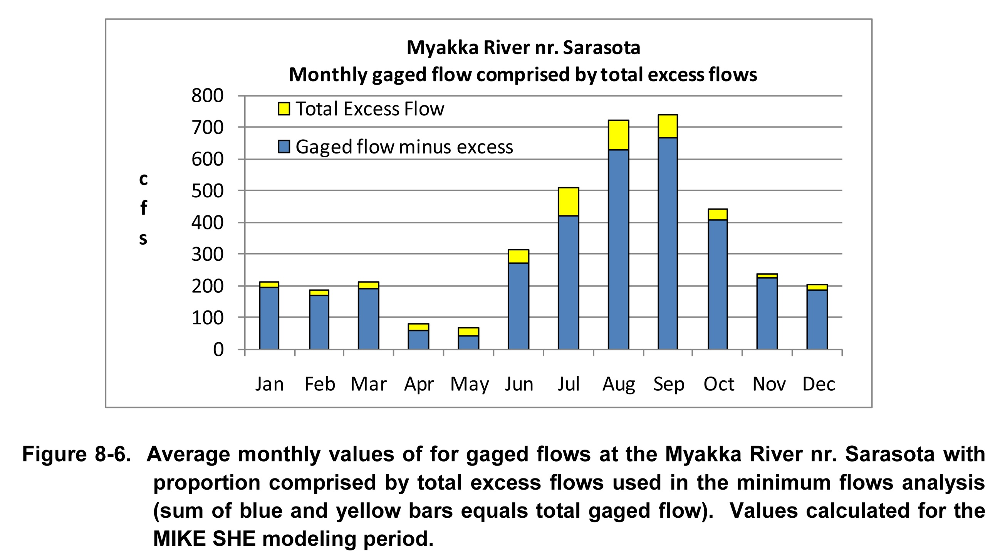 Myakka River nr. Sarasota
Monthly gaged flow comprised by total excess flows
800
700
600
500
400
300
200
100
0
c
f
s
Total Excess Flow
Gaged flow minus excess
Jan Feb Mar Apr May Jun Jul Aug Sep Oct Nov Dec
Figure 8-6. Average monthly values of for gaged flows at the Myakka River nr. Sarasota with
proportion comprised by total excess flows used in the minimum flows analysis
(sum of blue and yellow bars equals total gaged flow). Values calculated for the
MIKE SHE modeling period.